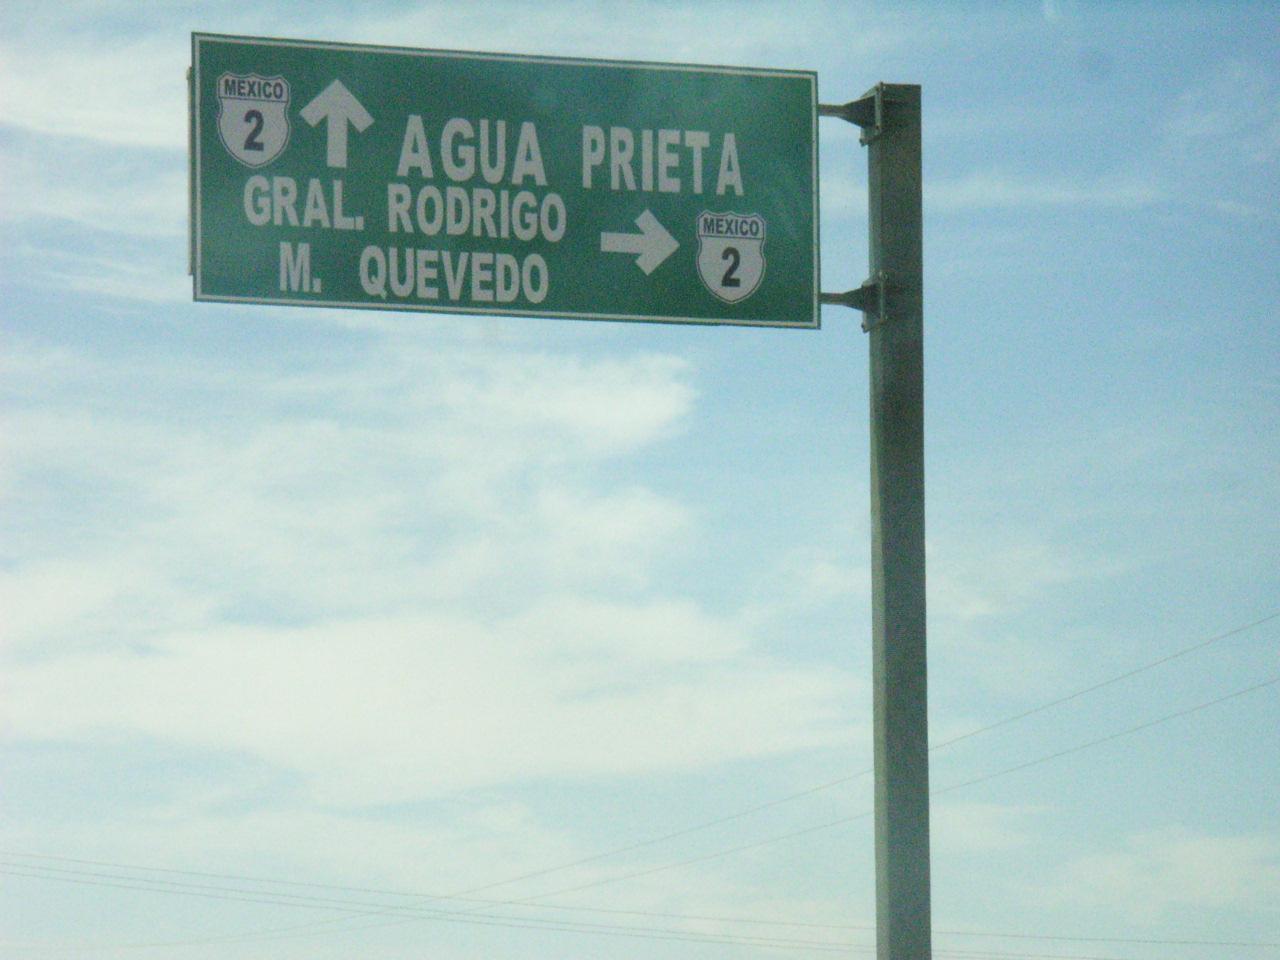 MEXICO
2
AGUA PRIETA
GRAL. RODRIGO
M. QUEVEDO
MEXICO
2